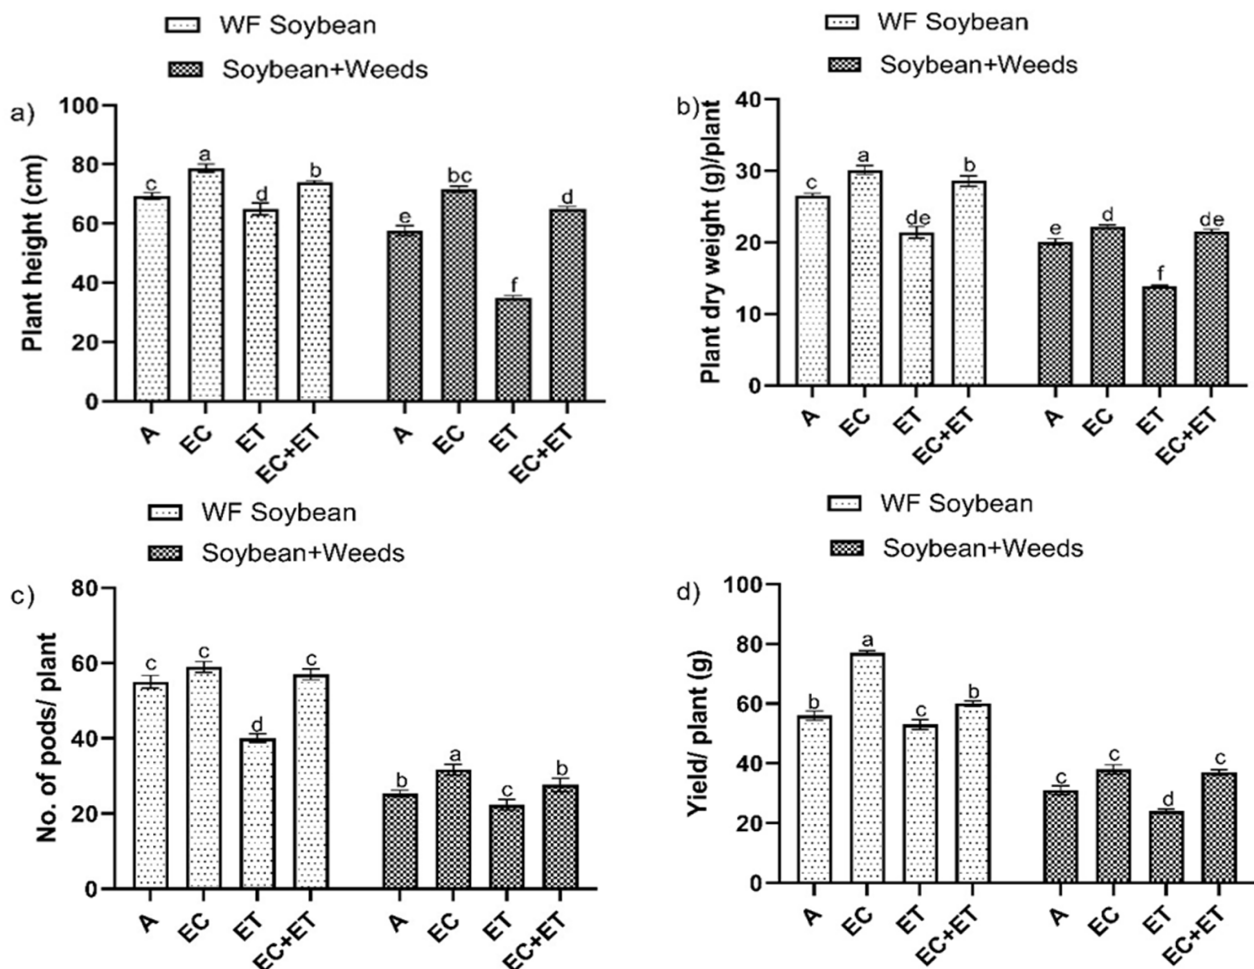 WF Soybean
Soybean+Weeds
a)
Plant height (cm)
100
80
60
40
20
0
c
a
d
b
e
bc
f
d
A
EC
ET
EC+ET
A
EC
ET
EC+ET
WF Soybean
Soybean+Weeds
b)
Plant dry weight (g)/plant
40
30
20
10
0
c
a
de
b
e
d
f
de
A
EC
ET
EC+ET
A
EC
ET
EC+ET
WF Soybean
Soybean+Weeds
c)
No. of pods/ plant
80
60
40
20
0
c
c
d
c
b
a
c
b
A
EC
ET
EC+ET
A
EC
ET
EC+ET
WF Soybean
Soybean+Weeds
d)
Yield/ plant (g)
100
80
60
40
20
0
b
a
c
b
c
c
d
c
A
EC
ET
EC+ET
A
EC
ET
EC+ET